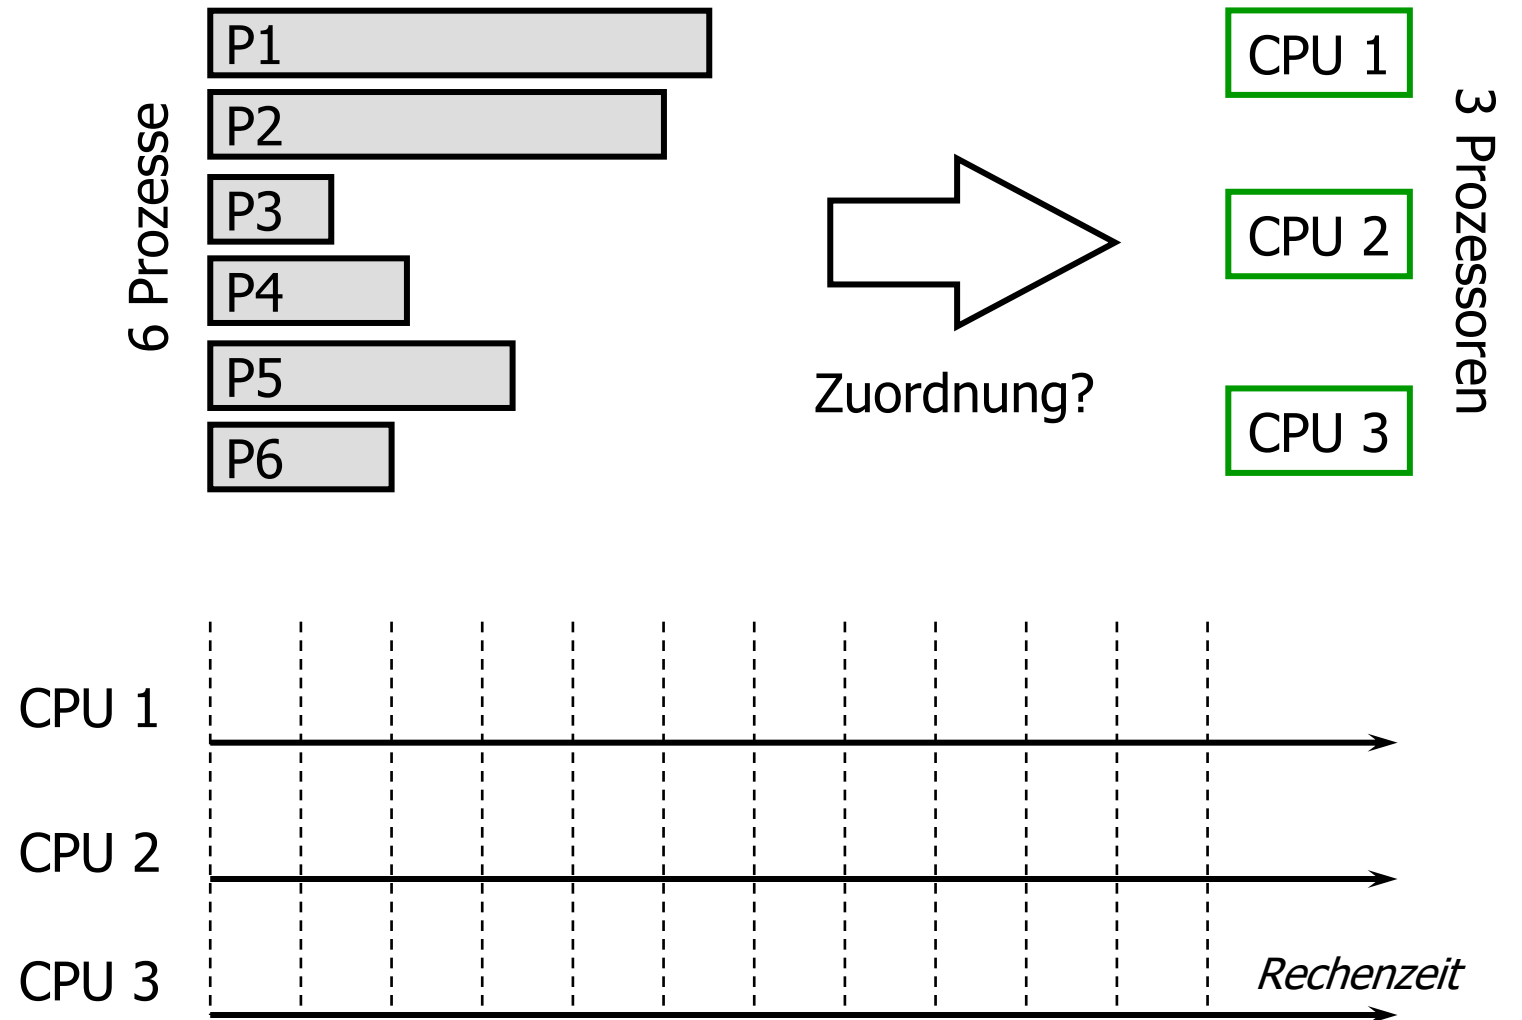 6 Prozesse
P1
P2
P3
P4
P5
P6
Zuordnung?
CPU 1
CPU 2
CPU 3
3 Prozessoren
CPU 1
CPU 2
CPU 3
Rechenzeit